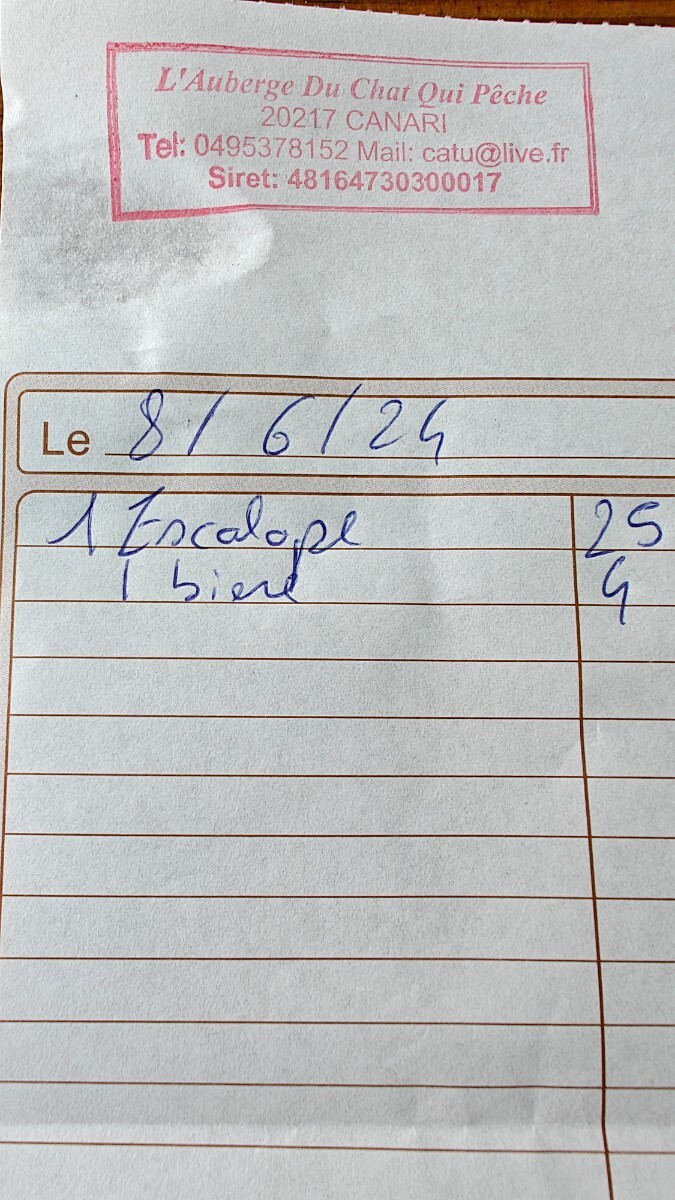 L'Auberge Du Chat Qui Pêche
20217 CANARI
Tel: 0495378152 Mail: catu@live.fr
Siret: 48164730300017
Le 8/6/24
1 Escalope 25
1 biere 4